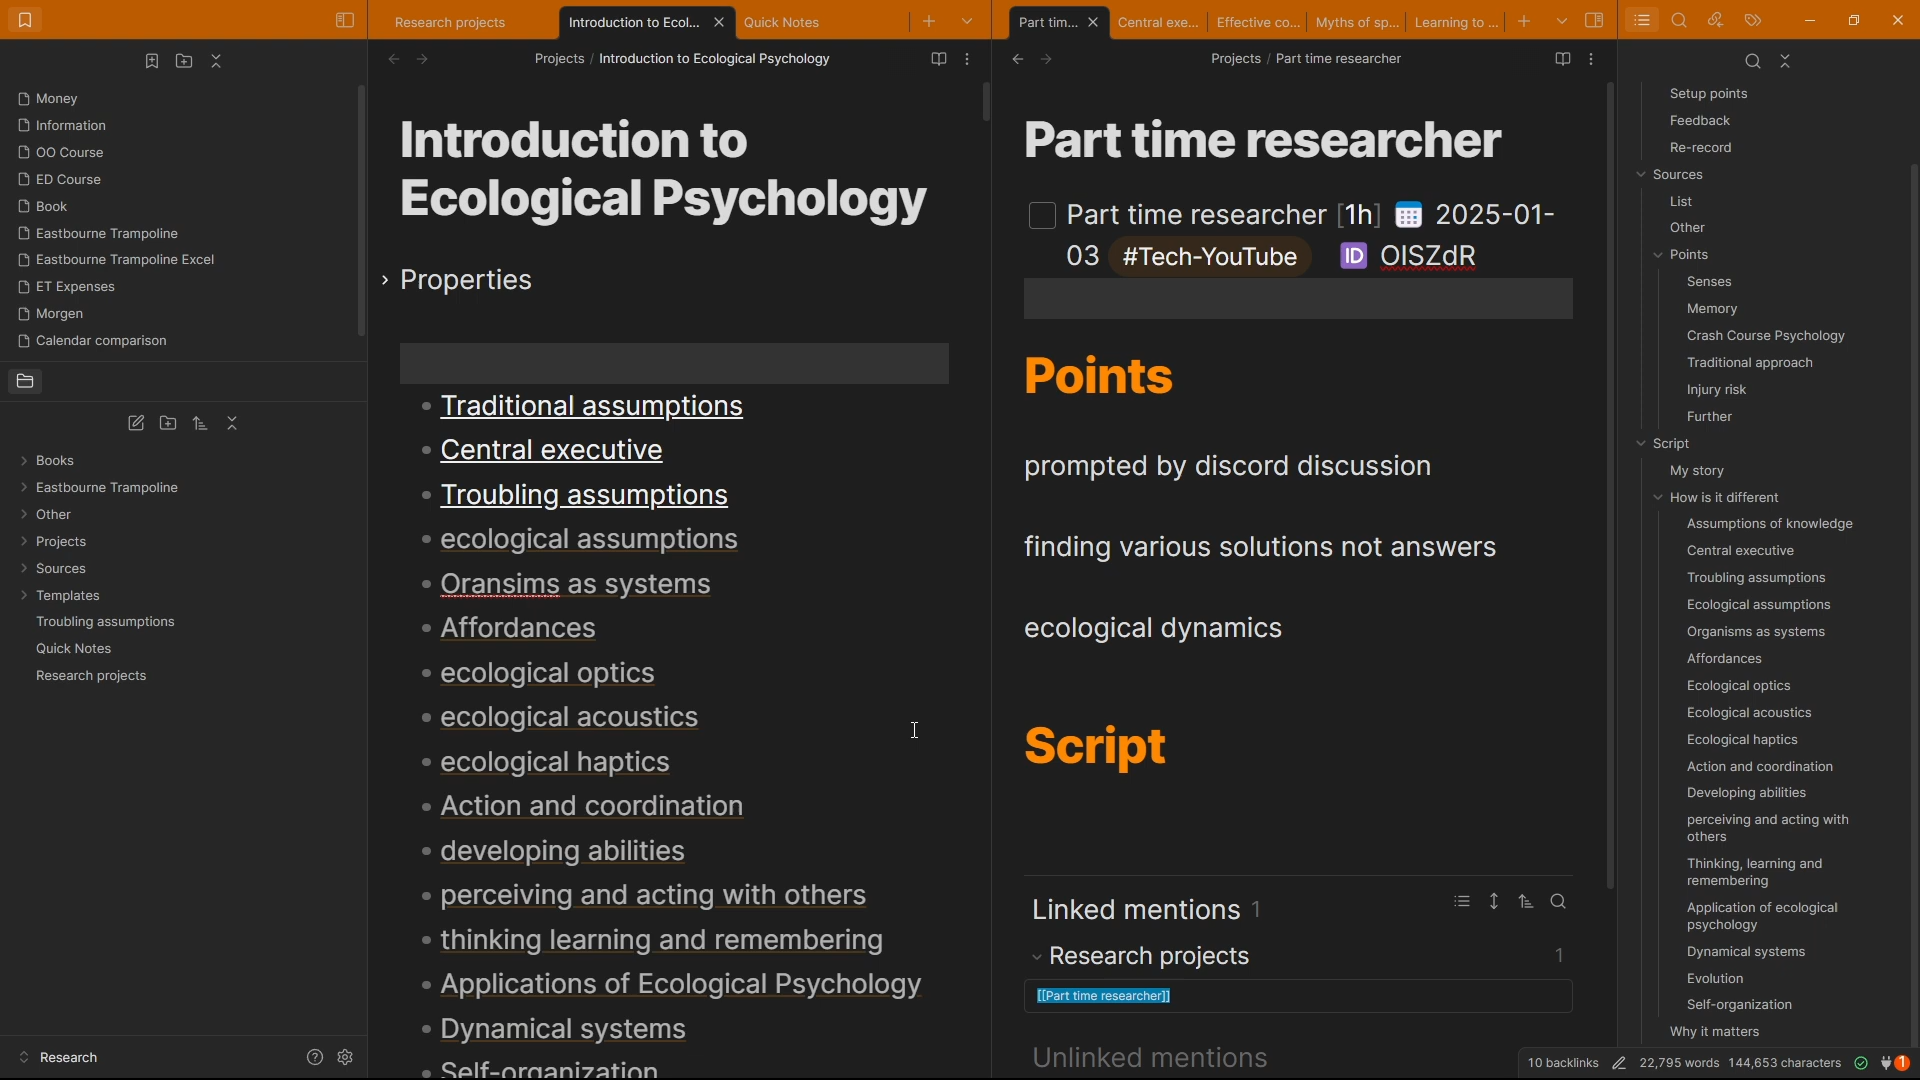 Research projects
Introduction to Ecol...
Quick Notes
Part tim...
Central exe...
Effective co...
Myths of sp...
Learning to ...
Projects / Introduction to Ecological Psychology
Projects / Part time researcher
Money
Information
OO Course
ED Course
Book
Eastbourne Trampoline
Eastbourne Trampoline Excel
ET Expenses
Morgen
Calendar comparison
Books
Eastbourne Trampoline
Other
Projects
Sources
Templates
Troubling assumptions
Quick Notes
Research projects
Research
Introduction to
Ecological Psychology
Properties
Traditional assumptions
Central executive
Troubling assumptions
ecological assumptions
Oransims as systems
Affordances
ecological optics
ecological acoustics
ecological haptics
Action and coordination
developing abilities
perceiving and acting with others
thinking learning and remembering
Applications of Ecological Psychology
Dynamical systems
Self-organization
Part time researcher
Part time researcher [1h] 2025-01-
03 #Tech-YouTube ID OISZdR
Points
prompted by discord discussion
finding various solutions not answers
ecological dynamics
Script
Linked mentions 1
Research projects 1
[[Part time researcher]]
Unlinked mentions
Setup points
Feedback
Re-record
Sources
List
Other
Points
Senses
Memory
Crash Course Psychology
Traditional approach
Injury risk
Further
Script
My story
How is it different
Assumptions of knowledge
Central executive
Troubling assumptions
Ecological assumptions
Organisms as systems
Affordances
Ecological optics
Ecological acoustics
Ecological haptics
Action and coordination
Developing abilities
perceiving and acting with
others
Thinking, learning and
remembering
Application of ecological
psychology
Dynamical systems
Evolution
Self-organization
Why it matters
10 backlinks 22,795 words 144,653 characters 1